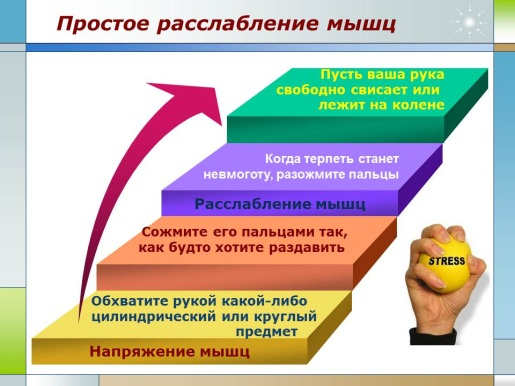 Простое расслабление мышц
Пусть ваша рука
свободно свисает или
лежит на колене
Когда терпеть станет
невмоготу, разожмите пальцы
Расслабление мышц
Сожмите его пальцами так,
как будто хотите раздавить
Обхватите рукой какой-либо
цилиндрический или круглый
предмет
Напряжение мышц
STRESS